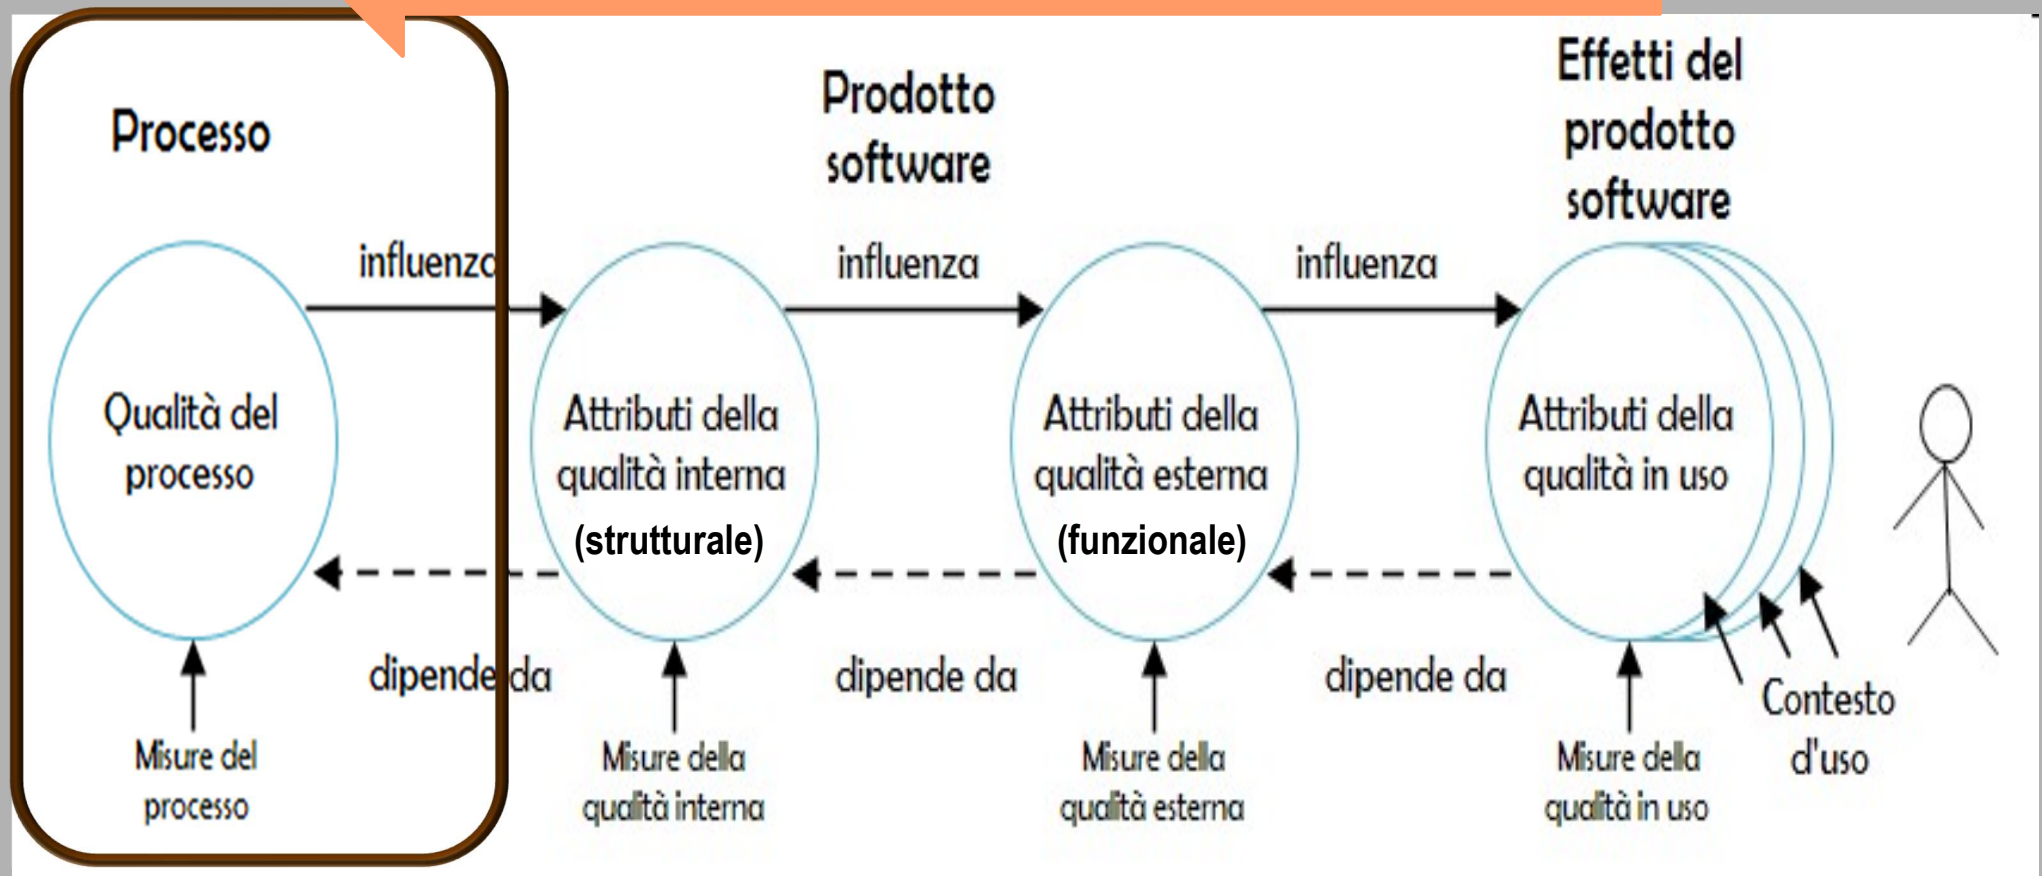 Processo
Prodotto
software
Effetti del
prodotto
software
influenza
influenza
influenza
Qualità del
processo
Attributi della
qualità interna
(strutturale)
Attributi della
qualità esterna
(funzionale)
Attributi della
qualità in uso
dipende da
dipende da
dipende da
Contesto
d'uso
Misure del
processo
Misure della
qualità interna
Misure della
qualità esterna
Misure della
qualità in uso